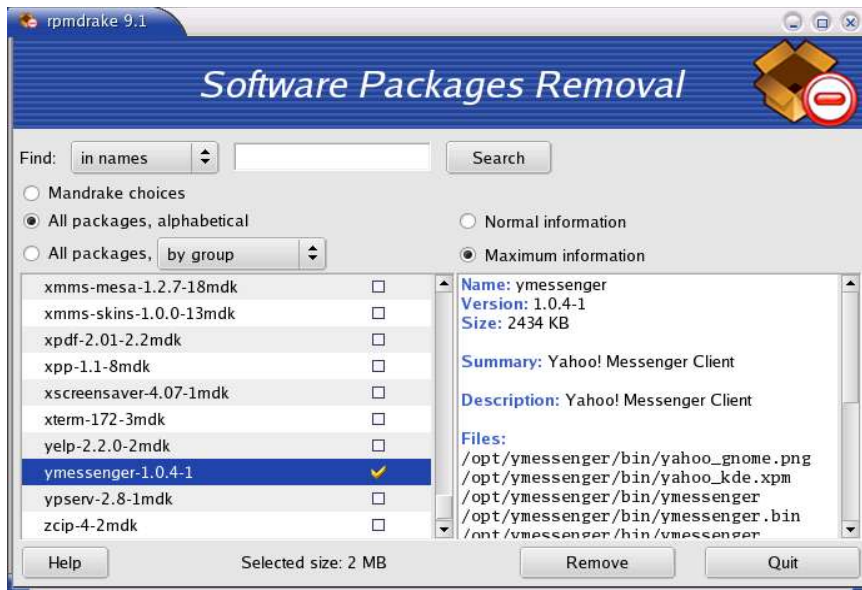 rpmdrake 9.1
Software Packages Removal
Find: in names Search
Mandrake choices
All packages, alphabetical
All packages, by group
Normal information
Maximum information
xmms-mesa-1.2.7-18mdk
xmms-skins-1.0.0-13mdk
xpdf-2.01-2.2mdk
xpp-1.1-8mdk
xscreensaver-4.07-1mdk
xterm-172-3mdk
yelp-2.2.0-2mdk
ymessenger-1.0.4-1
ypserv-2.8-1mdk
zcip-4-2mdk
Name: ymessenger
Version: 1.0.4-1
Size: 2434 KB
Summary: Yahoo! Messenger Client
Description: Yahoo! Messenger Client
Files:
/opt/ymessenger/bin/yahoo_gnome.png
/opt/ymessenger/bin/yahoo_kde.xpm
/opt/ymessenger/bin/ymessenger
/opt/ymessenger/bin/ymessenger.bin
/opt/ymessenger/bin/ymessenger
Help Selected size: 2 MB Remove Quit